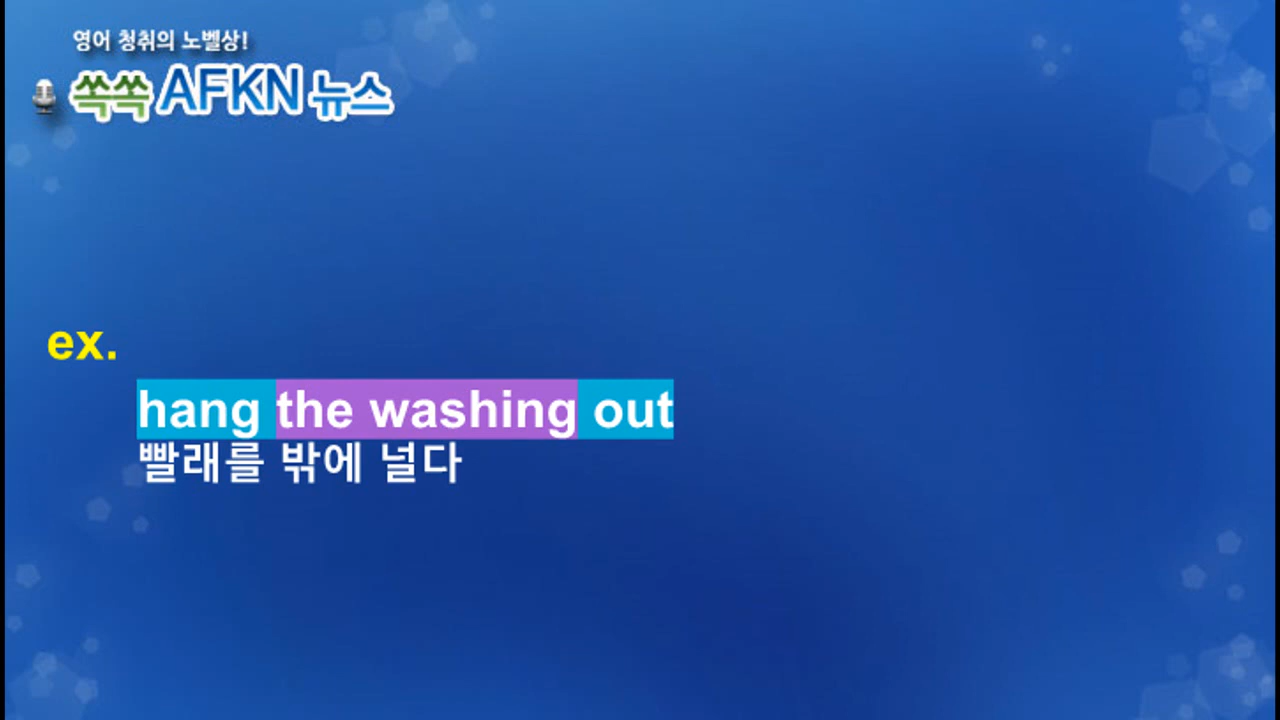 영어 청취의 노벨상!
쏙쏙 AFKN 뉴스
ex.
hang the washing out
빨래를 밖에 널다